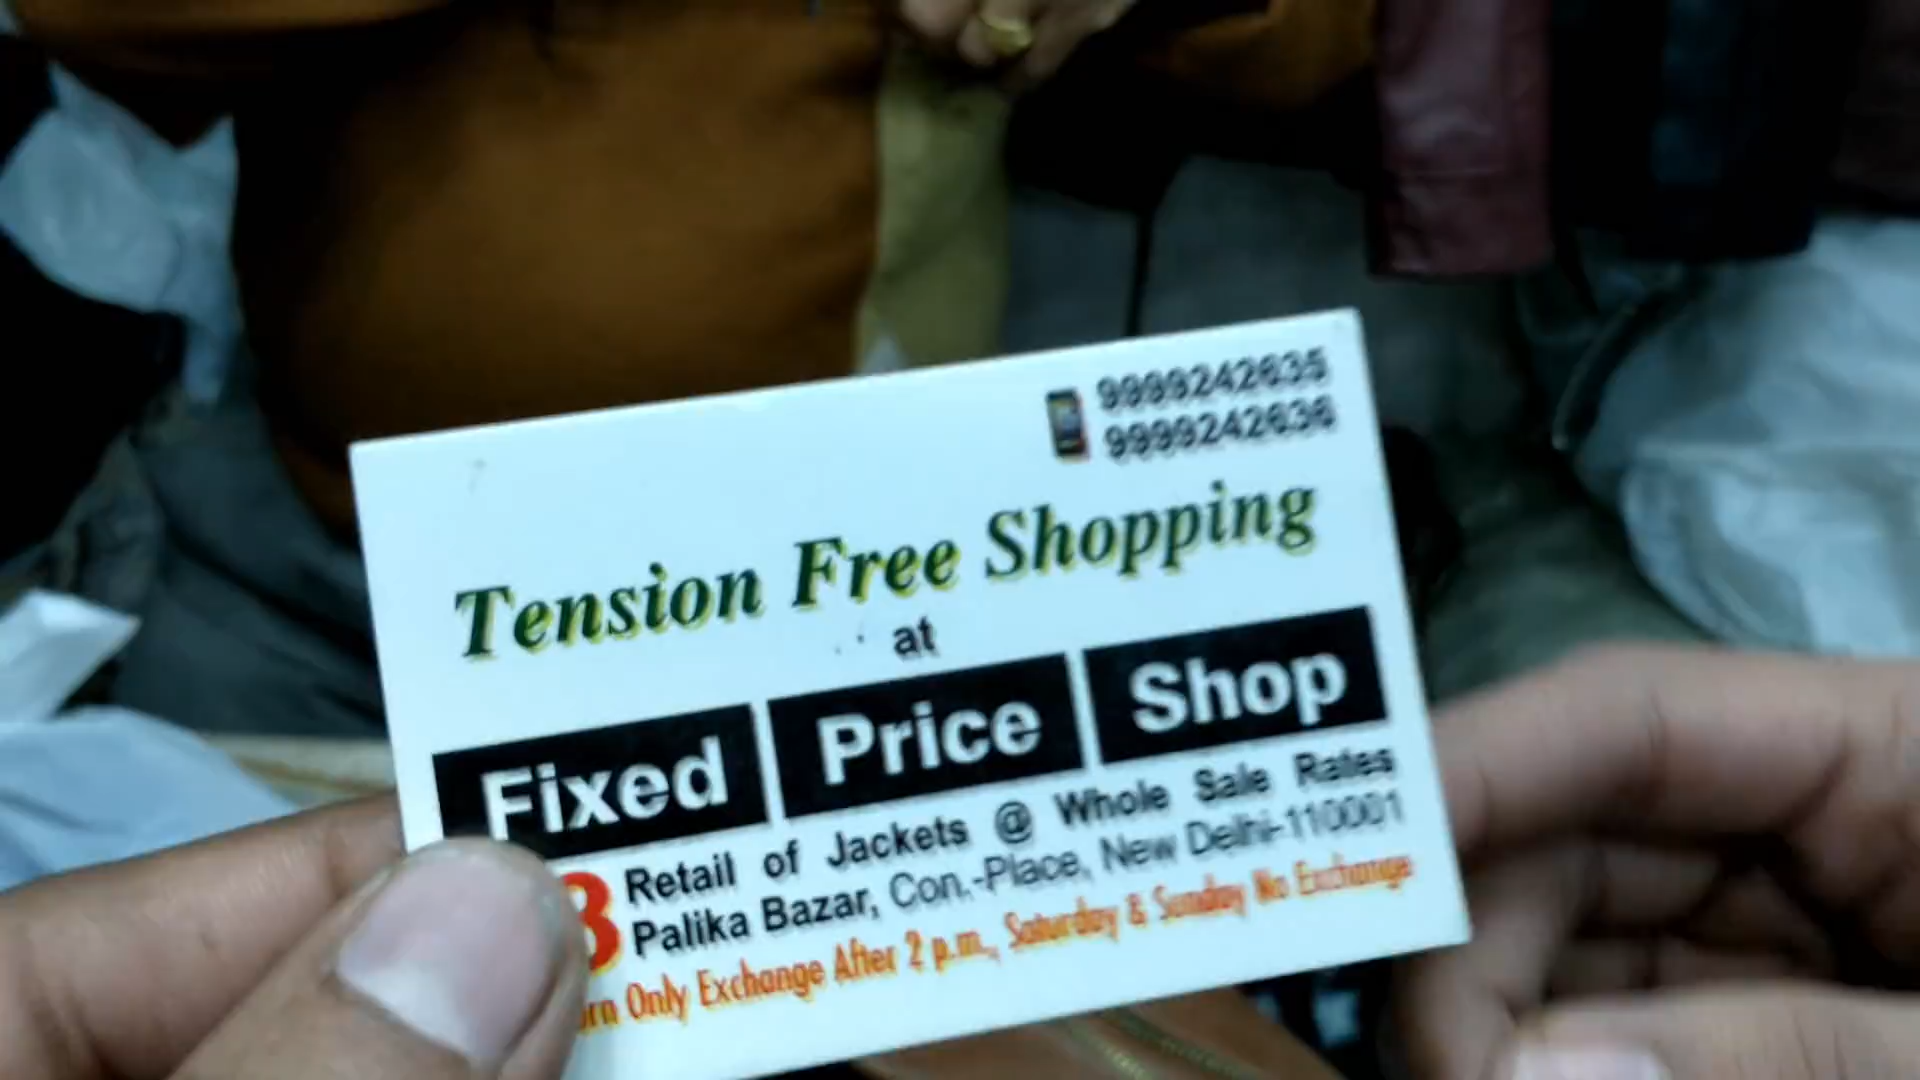 9999242635
9999242636
Tension Free Shopping
at
Fixed Price Shop
Retail of Jackets @ Whole Sale Rates
Palika Bazar, Con.-Place, New Delhi-110001
Only Exchange After 2 p.m., Saturday & Sunday No Exchange